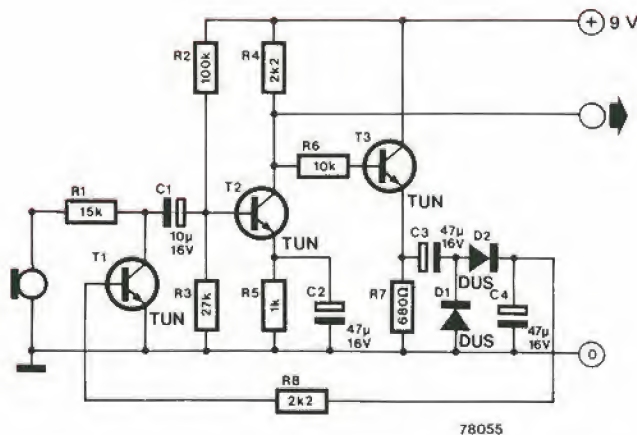 + 9 V
R2
100k
R4
2k2
R6
10k
T3
TUN
R1
15k
C1
10µ
16V
T2
TUN
T1
TUN
R3
27k
R5
1k
C2
47µ
16V
R7
680Ω
C3
47µ
16V
D2
DUS
D1
DUS
C4
47µ
16V
0
R8
2k2
78055